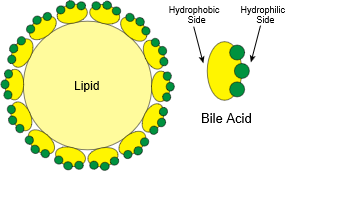 Hydrophobic
Side
Hydrophilic
Side
Lipid
Bile Acid